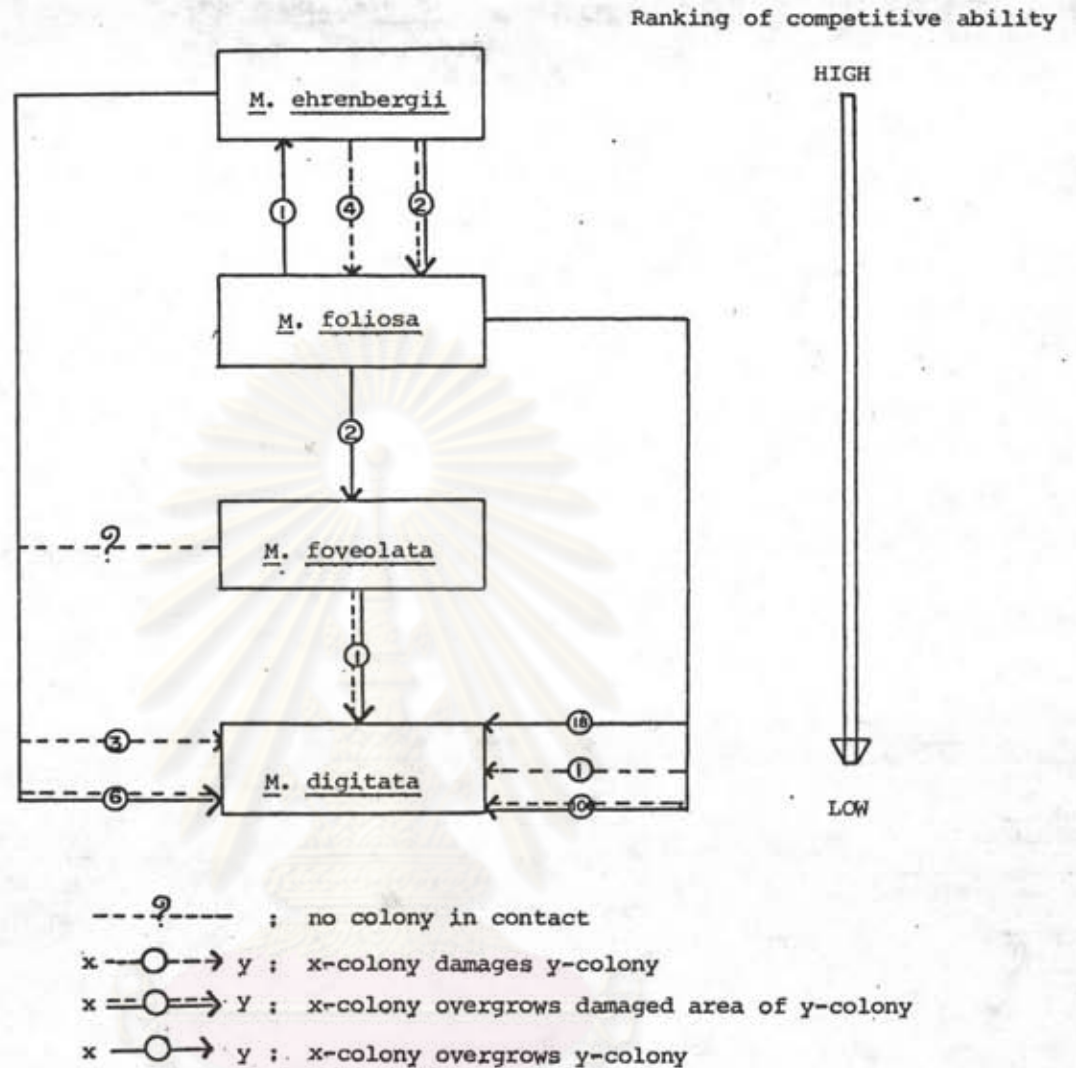 Ranking of competitive ability
HIGH
M. ehrenbergii
1 4 2
M. foliosa
2
M. foveolata
?
1
M. digitata
3
6
18
1
10
LOW
---?--- ; no colony in contact
x y : x-colony damages y-colony
x y : x-colony overgrows damaged area of y-colony
x y : x-colony overgrows y-colony